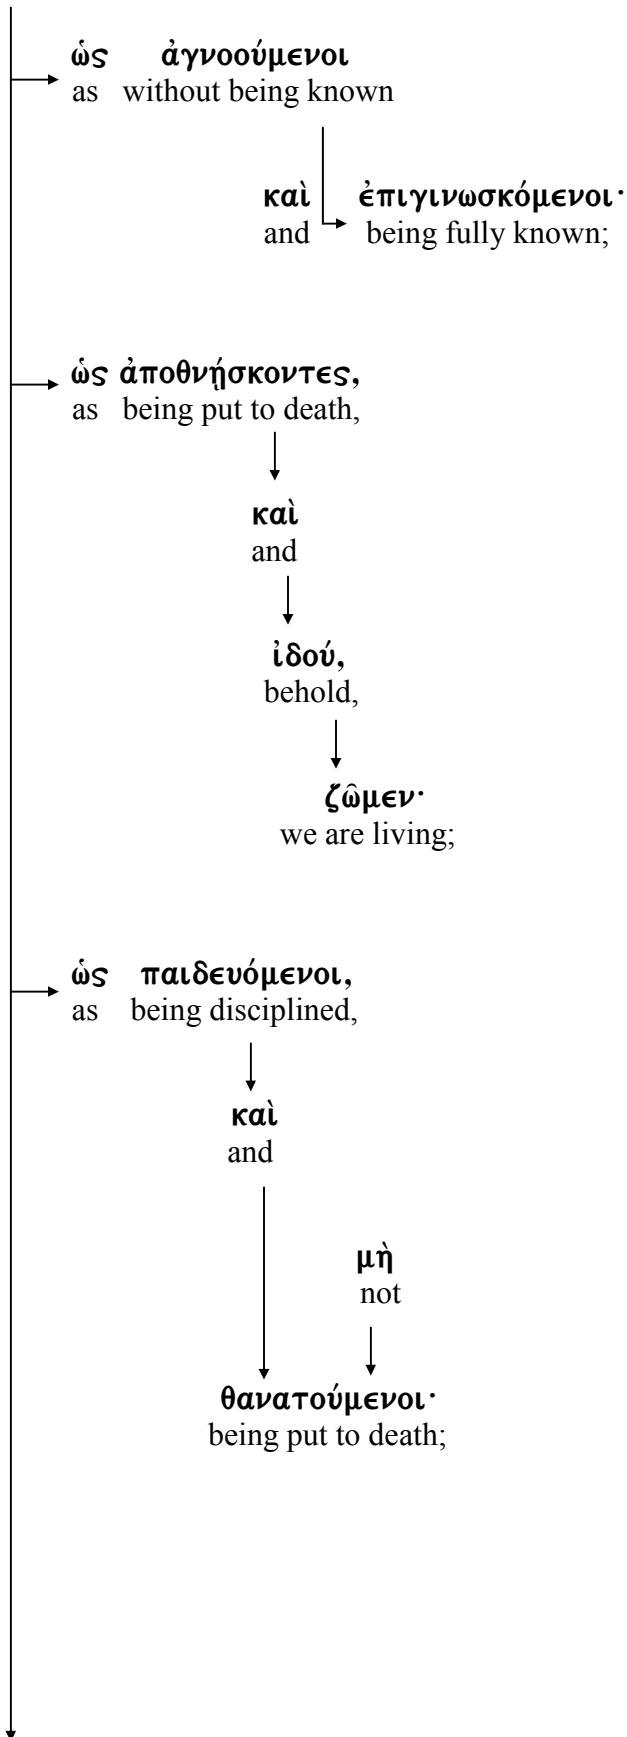 ὡς ἀγνοούμενοι
as without being known
καὶ ἐπιγινωσκόμενοι·
and being fully known;
ὡς ἀποθνῄσκοντες,
as being put to death,
καὶ
and
ἰδού,
behold,
ζῶμεν·
we are living;
ὡς παιδευόμενοι,
as being disciplined,
καὶ
and
μὴ
not
θανατούμενοι·
being put to death;